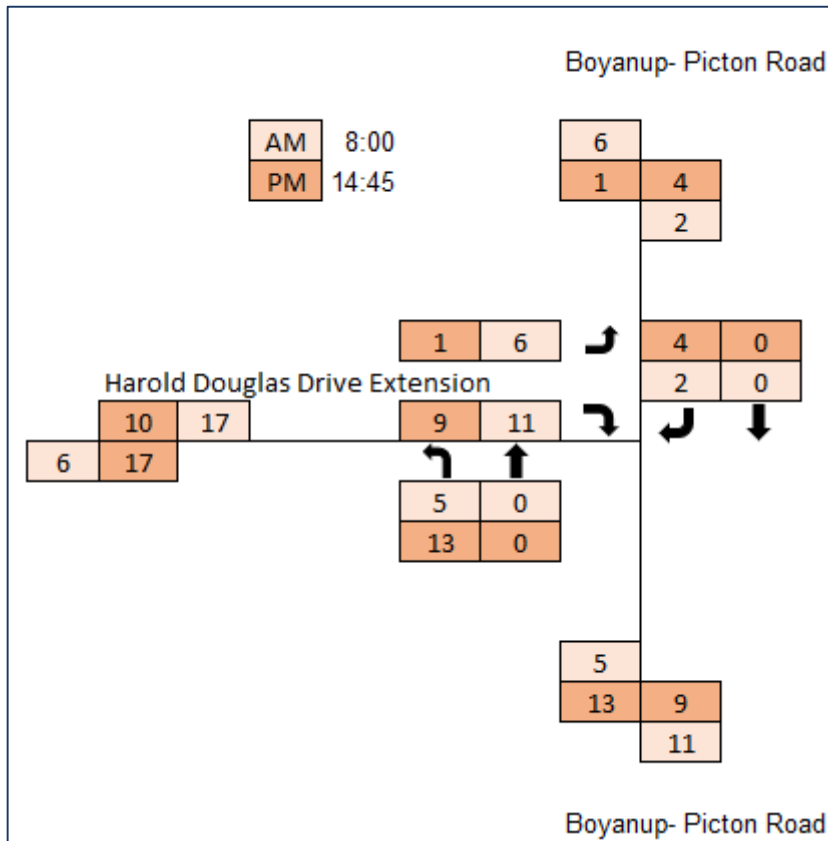 Boyanup- Picton Road
AM 8:00
6
PM 14:45
1 4
2
1 6
4 0
Harold Douglas Drive Extension
2 0
10 17
9 11
6 17
5 0
13 0
5
13 9
11
Boyanup- Picton Road